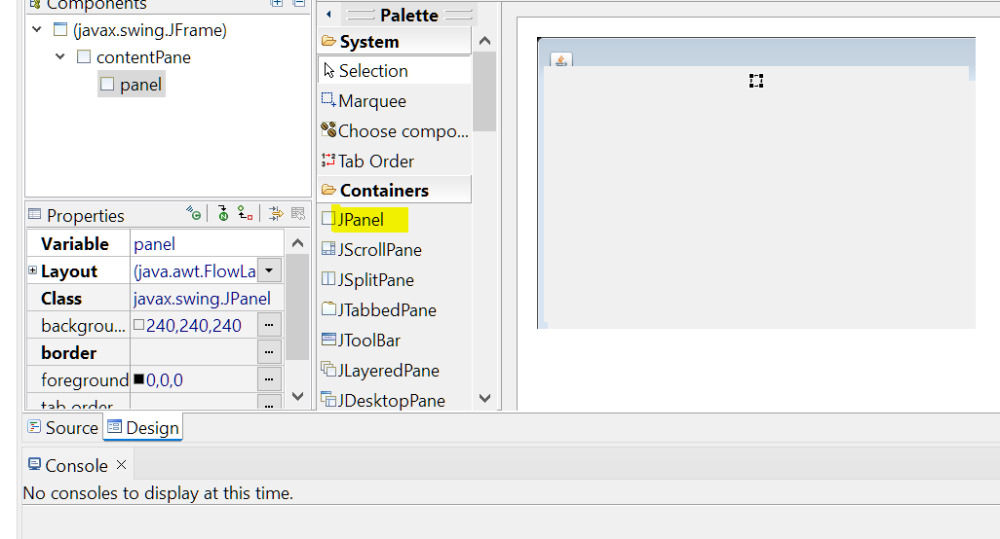 Components
(javax.swing.JFrame)
contentPane
panel
Properties
Variable panel
Layout (java.awt.FlowLa
Class javax.swing.JPanel
backgrou... 240,240,240
border
foreground 0,0,0
tab order
Palette
System
Selection
Marquee
Choose compo...
Tab Order
Containers
JPanel
JScrollPane
JSplitPane
JTabbedPane
JToolBar
JLayeredPane
JDesktopPane
Source Design
Console
No consoles to display at this time.